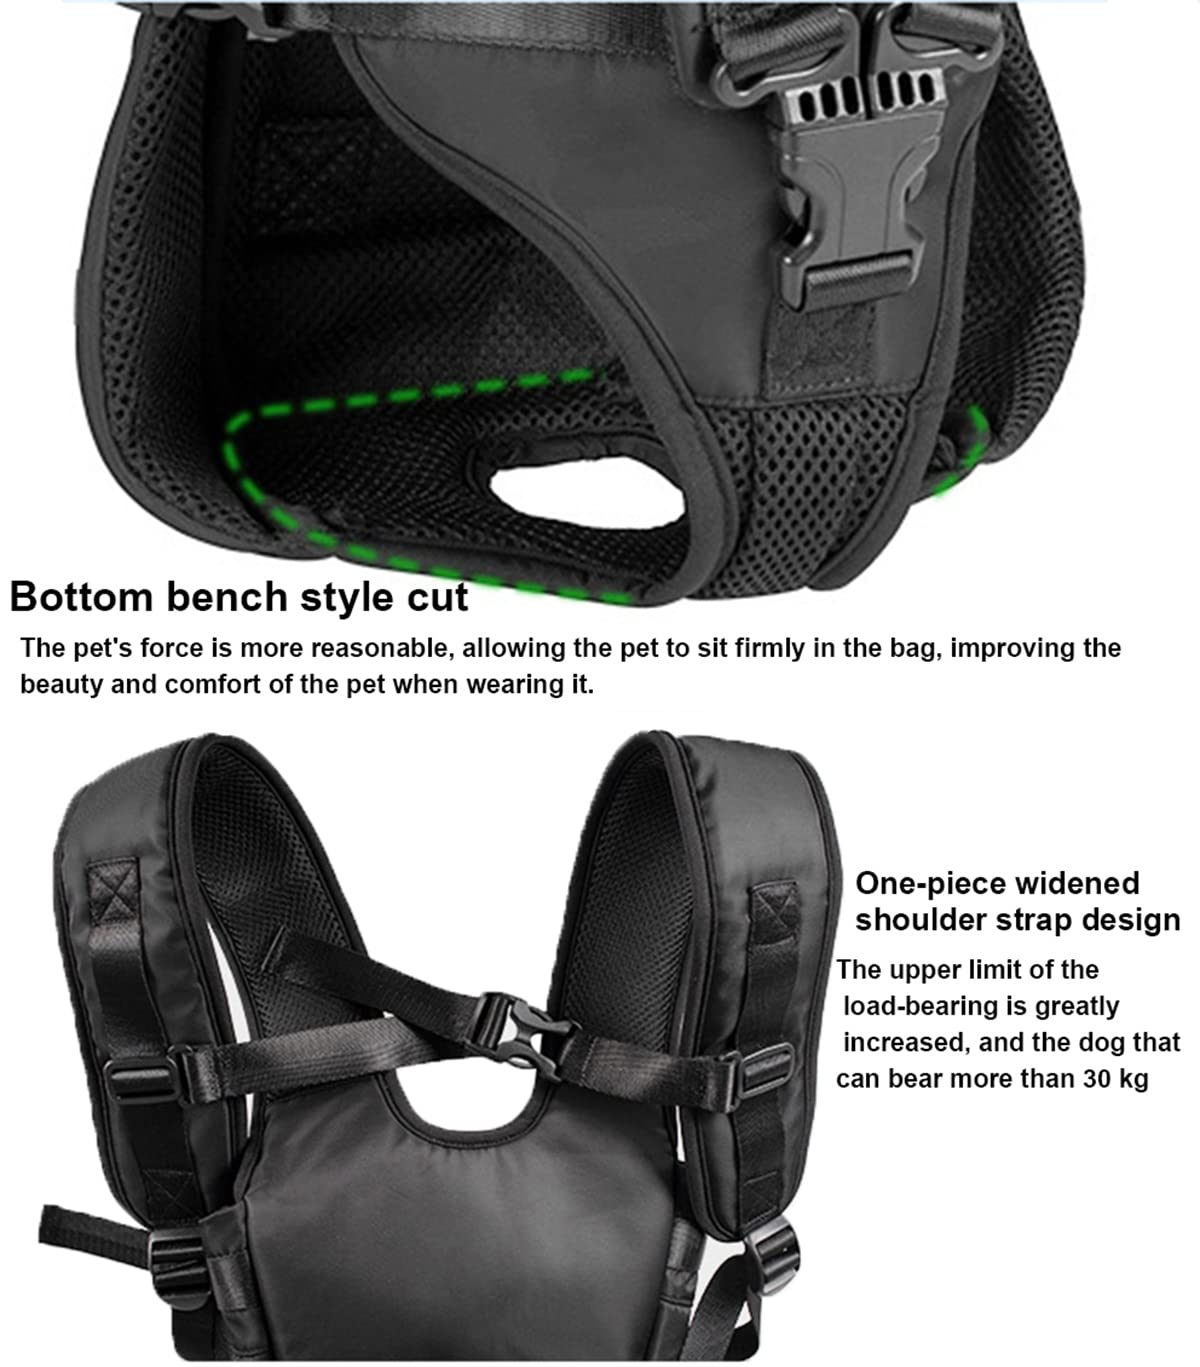 Bottom bench style cut
The pet's force is more reasonable, allowing the pet to sit firmly in the bag, improving the
beauty and comfort of the pet when wearing it.
One-piece widened
shoulder strap design
The upper limit of the
load-bearing is greatly
increased, and the dog that
can bear more than 30 kg